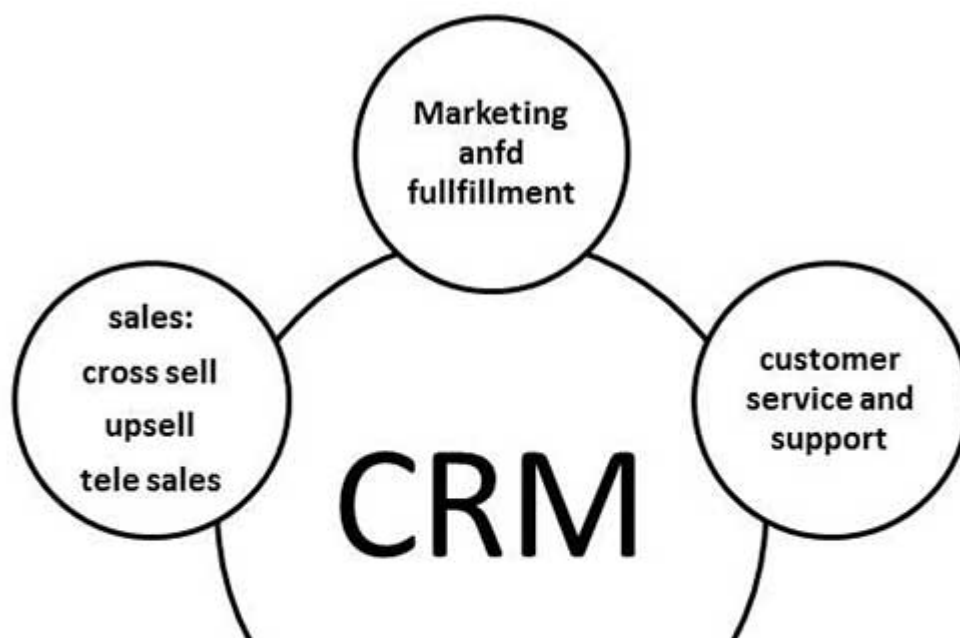 Marketing
anfd
fullfillment
sales:
cross sell
upsell
tele sales
customer
service and
support
CRM